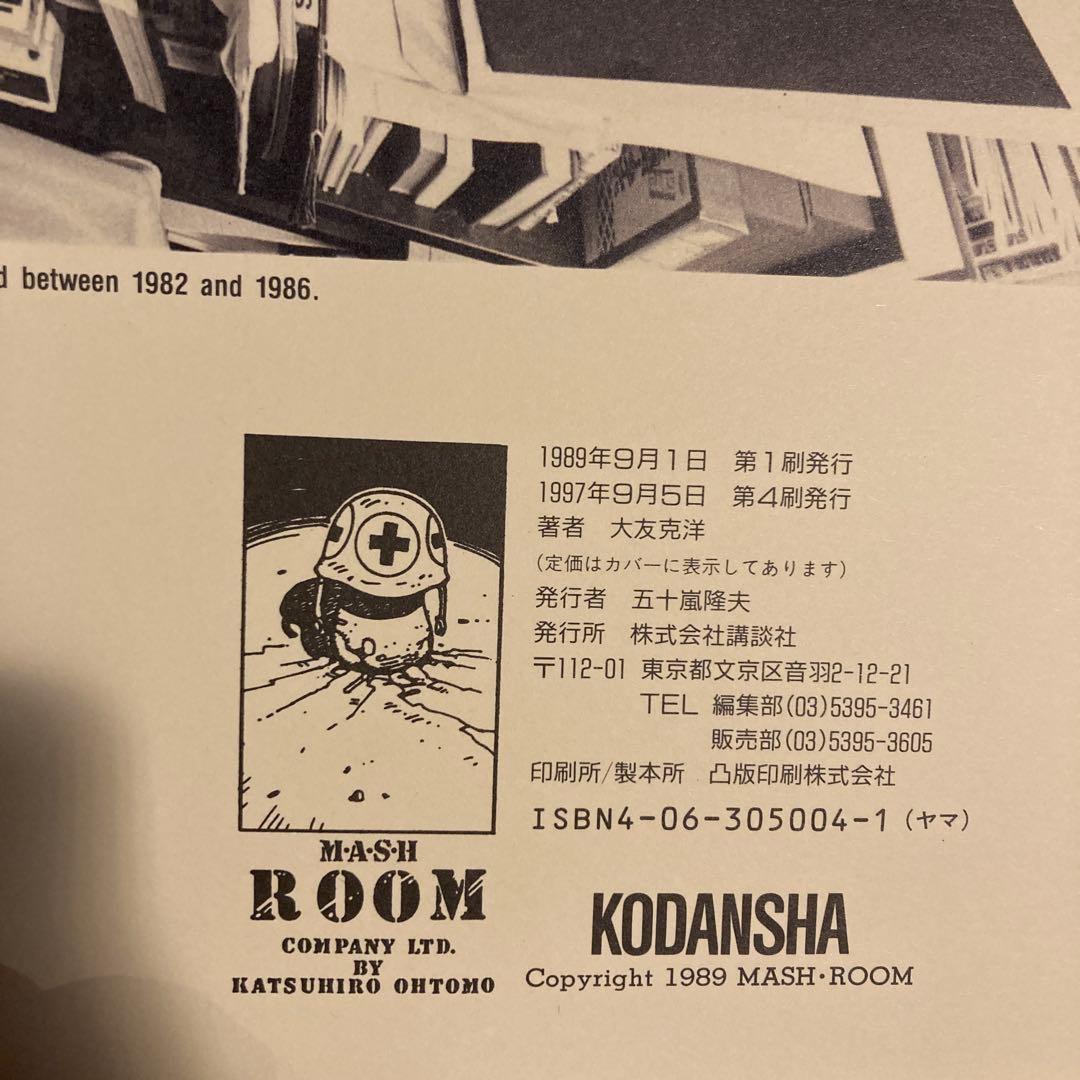 d between 1982 and 1986.
1989年9月1日 第1刷発行
1997年9月5日 第4刷発行
著者 大友克洋
(定価はカバーに表示してあります)
発行者 五十嵐隆夫
発行所 株式会社講談社
〒112-01 東京都文京区音羽2-12-21
TEL 編集部(03)5395-3461
販売部(03)5395-3605
印刷所/製本所 凸版印刷株式会社
ISBN4-06-305004-1 (ヤマ)
M·A·S·H
ROOM
COMPANY LTD.
BY
KATSUHIRO OHTOMO
KODANSHA
Copyright 1989 MASH·ROOM